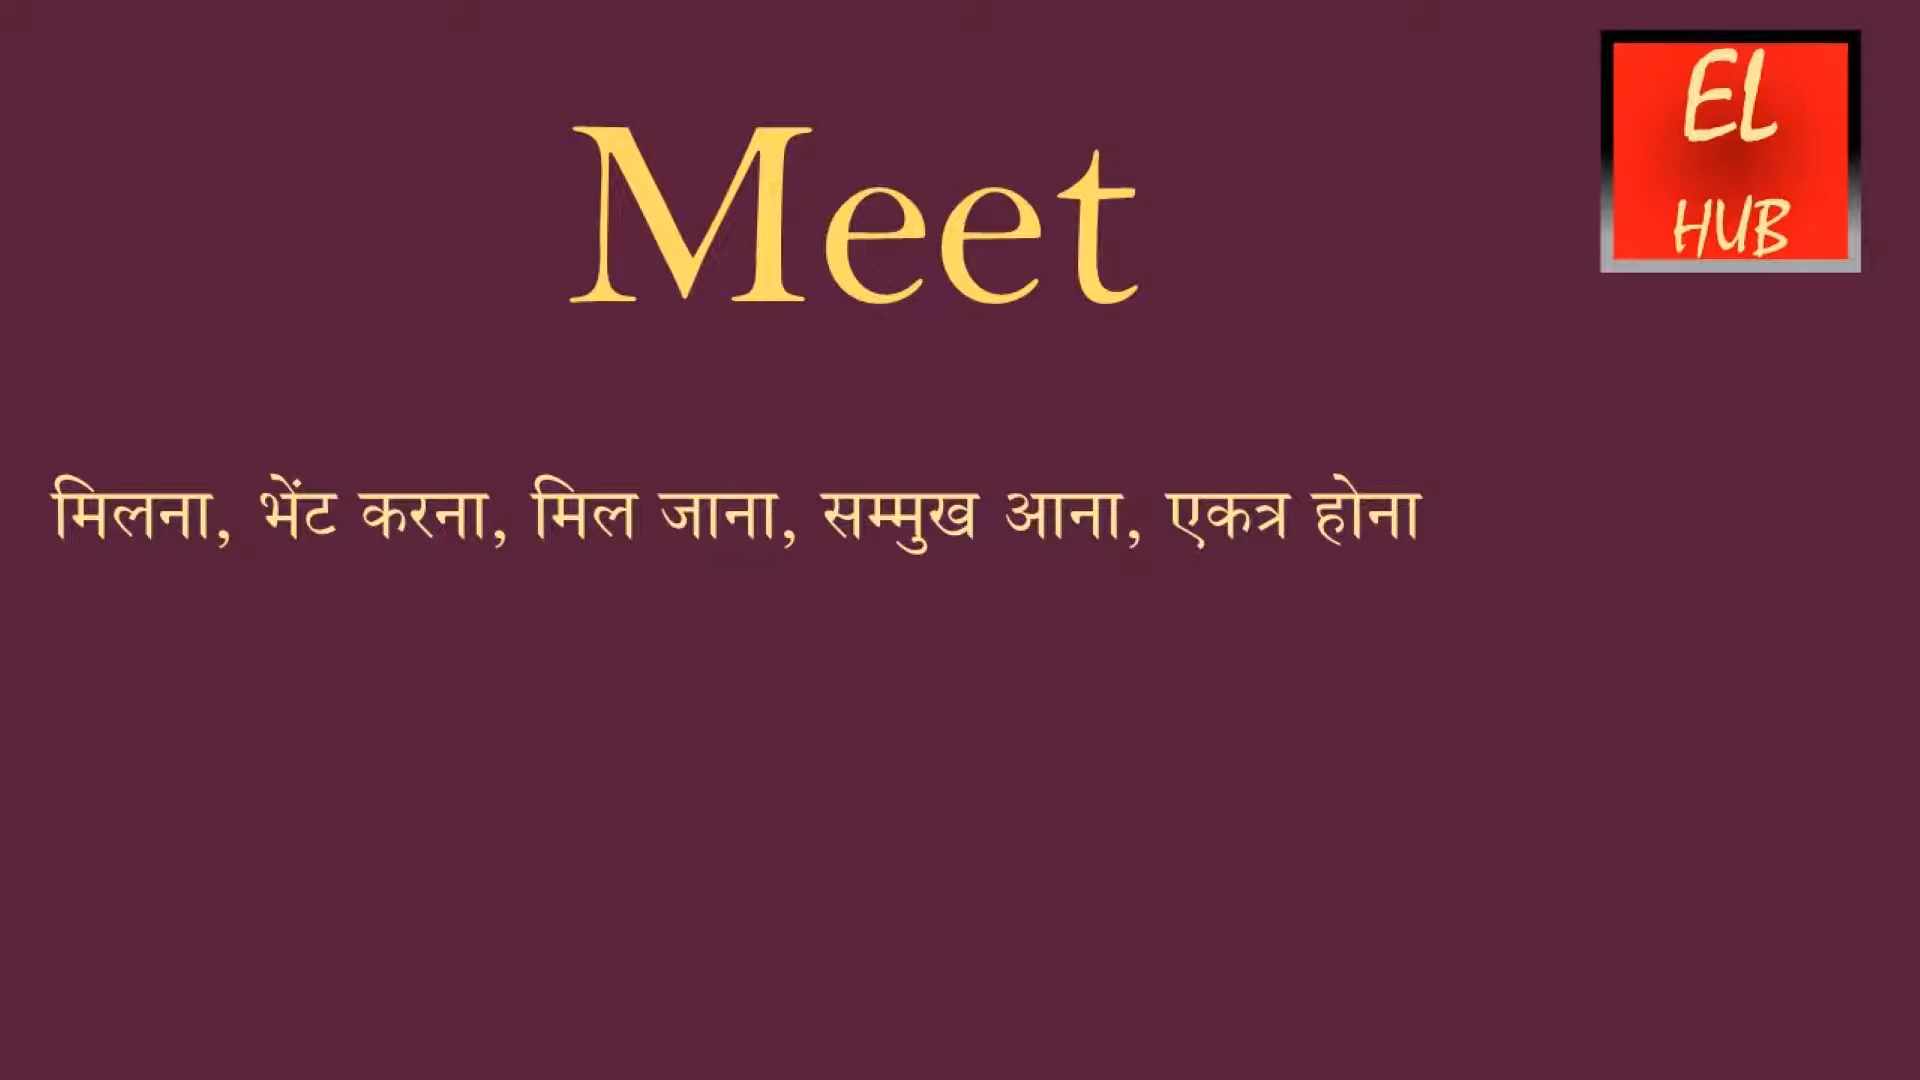 EL
HUB
Meet
मिलना, भेंट करना, मिल जाना, सम्मुख आना, एकत्र होना